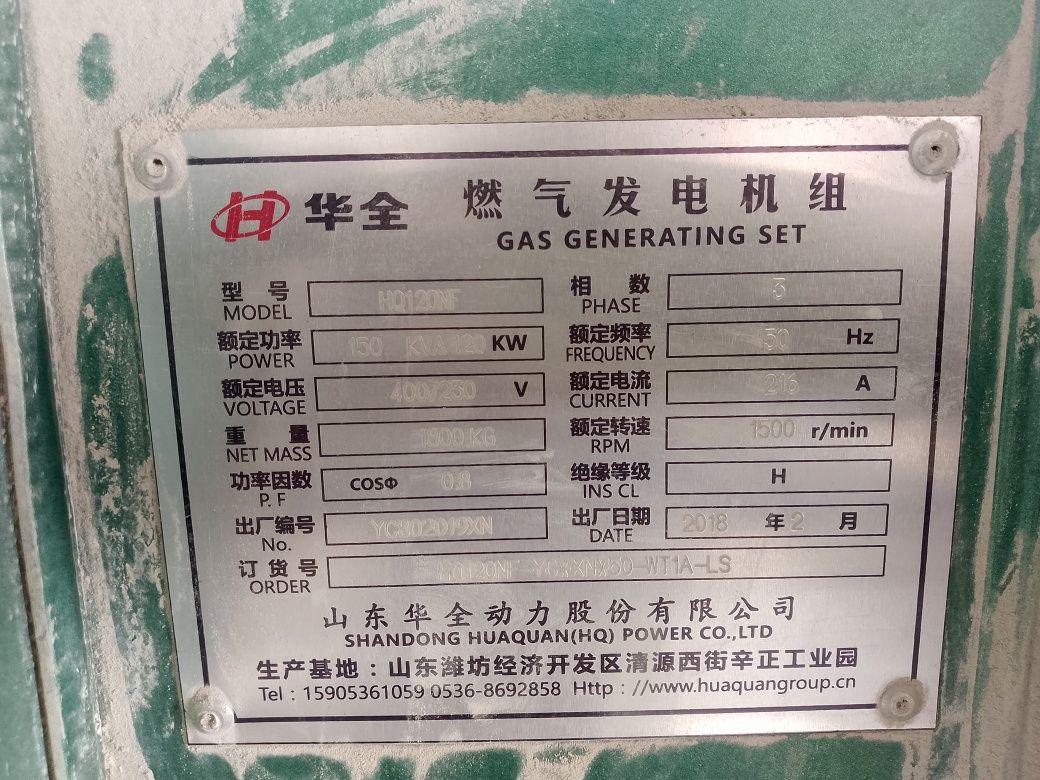 华全 燃气发电机组
GAS GENERATING SET
型号 MODEL HQ120NF 相数 PHASE 3
额定功率 POWER 150 KVA 120 KW 额定频率 FREQUENCY 50 Hz
额定电压 VOLTAGE 400/230 V 额定电流 CURRENT 216 A
重量 NET MASS 1600 KG 额定转速 RPM 1500 r/min
功率因数 P.F COSΦ 0.8 绝缘等级 INS CL H
出厂编号 No. YC802019XN 出厂日期 DATE 2018 年 2 月
订货号 ORDER
山东华全动力股份有限公司
SHANDONG HUAQUAN(HQ) POWER CO.,LTD
生产基地：山东潍坊经济开发区清源西街辛正工业园
Tel：15905361059 0536-8692858 Http：//www.huaquangroup.cn